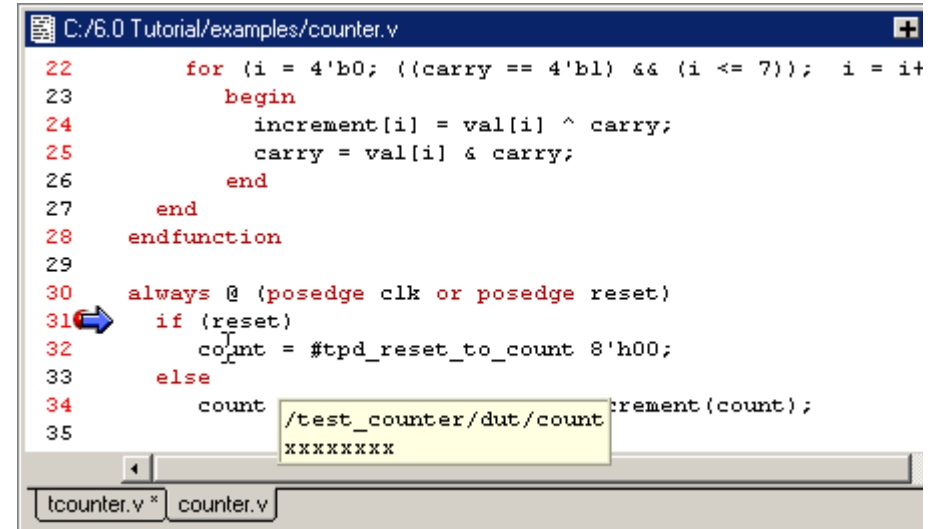 C:/6.0 Tutorial/examples/counter.v
22 for (i = 4'b0; ((carry == 4'b1) && (i <= 7)); i = i+
23 begin
24 increment[i] = val[i] ^ carry;
25 carry = val[i] & carry;
26 end
27 end
28 endfunction
29
30 always @ (posedge clk or posedge reset)
31 if (reset)
32 count = #tpd_reset_to_count 8'h00;
33 else
34 count crement(count);
/test_counter/dut/count
xxxxxxxx
35
tcounter.v * counter.v